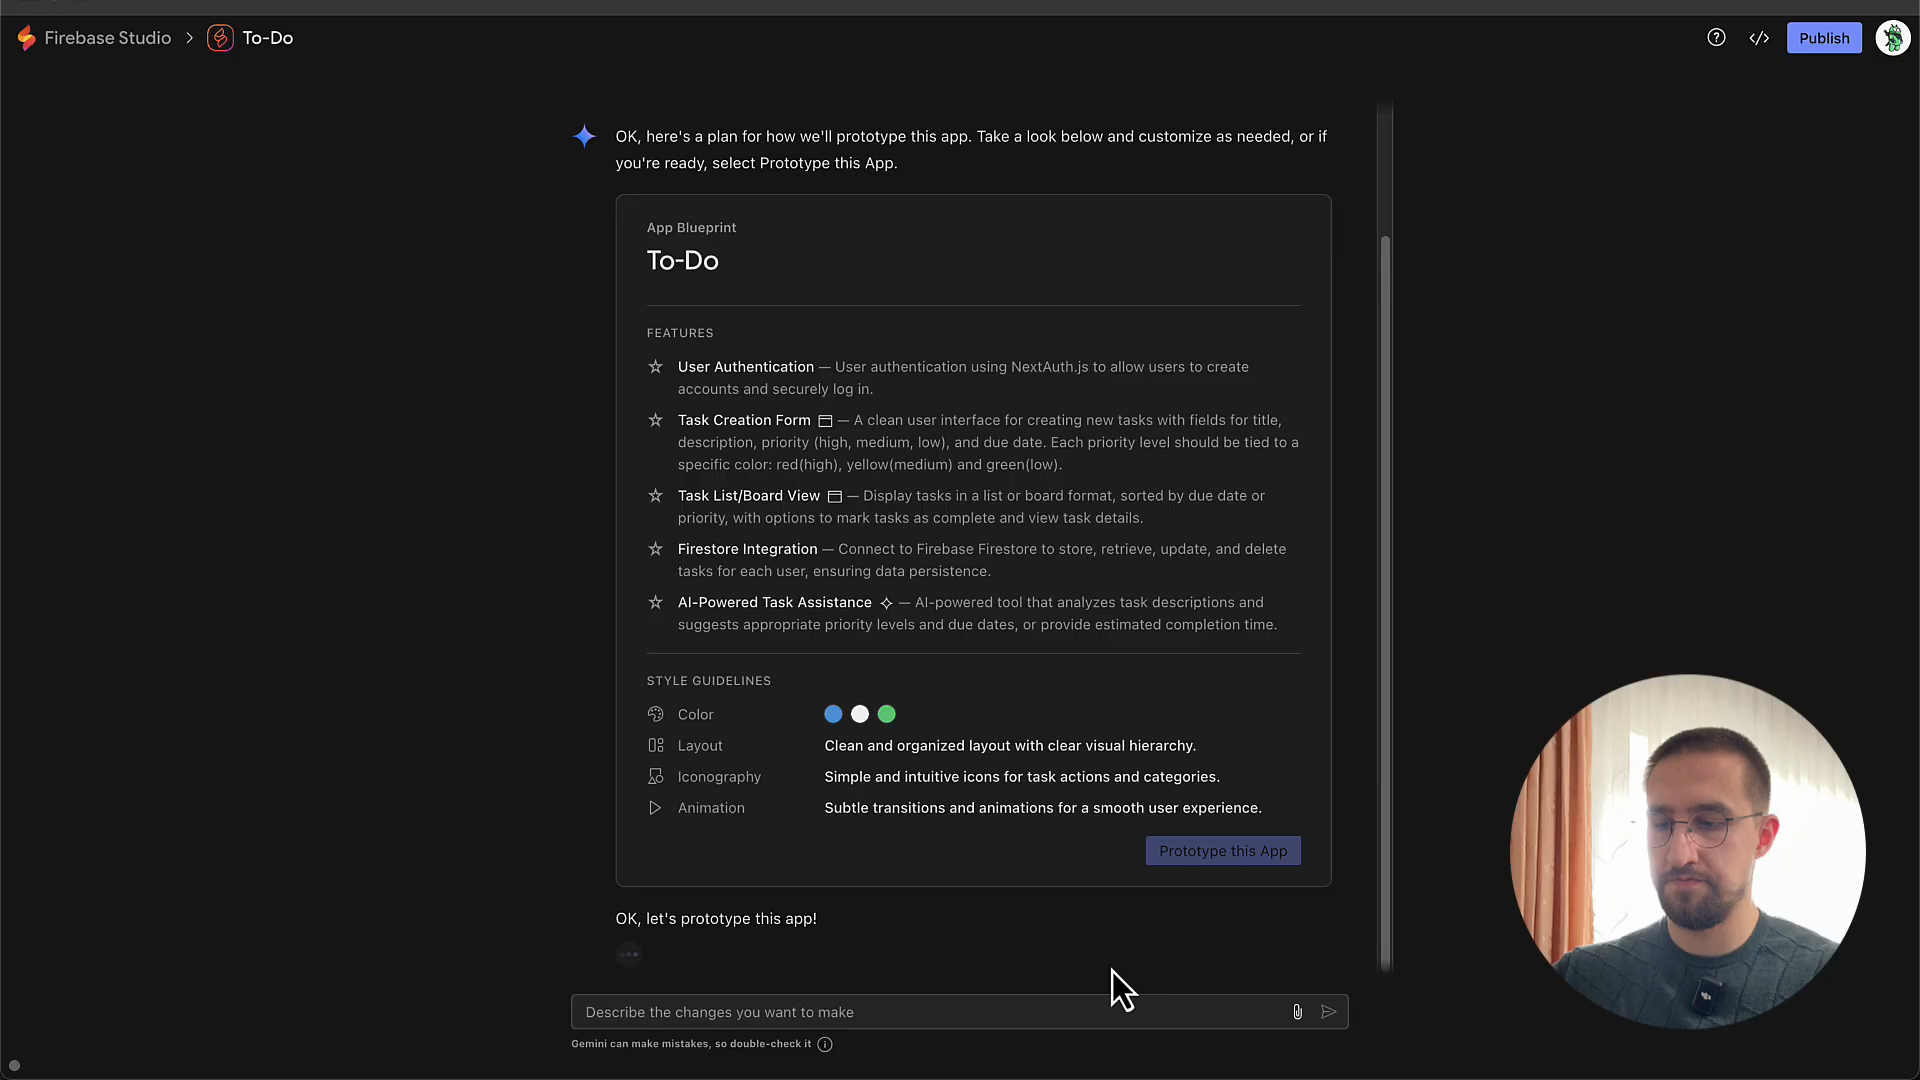 Firebase Studio > To-Do
Publish
OK, here's a plan for how we'll prototype this app. Take a look below and customize as needed, or if
you're ready, select Prototype this App.
App Blueprint
To-Do
FEATURES
User Authentication — User authentication using NextAuth.js to allow users to create
accounts and securely log in.
Task Creation Form — A clean user interface for creating new tasks with fields for title,
description, priority (high, medium, low), and due date. Each priority level should be tied to a
specific color: red(high), yellow(medium) and green(low).
Task List/Board View — Display tasks in a list or board format, sorted by due date or
priority, with options to mark tasks as complete and view task details.
Firestore Integration — Connect to Firebase Firestore to store, retrieve, update, and delete
tasks for each user, ensuring data persistence.
AI-Powered Task Assistance — AI-powered tool that analyzes task descriptions and
suggests appropriate priority levels and due dates, or provide estimated completion time.
STYLE GUIDELINES
Color
Layout Clean and organized layout with clear visual hierarchy.
Iconography Simple and intuitive icons for task actions and categories.
Animation Subtle transitions and animations for a smooth user experience.
Prototype this App
OK, let's prototype this app!
Describe the changes you want to make
Gemini can make mistakes, so double-check it